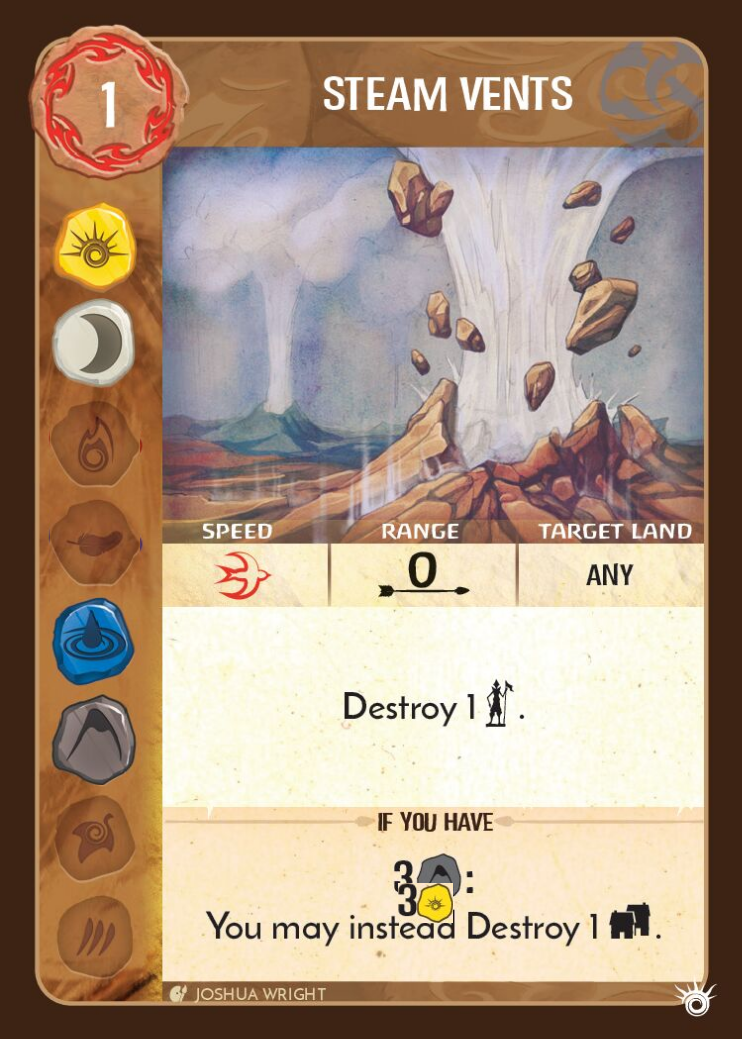 1
STEAM VENTS
SPEED RANGE TARGET LAND
0 ANY
Destroy 1 .
IF YOU HAVE
3 :
3
You may instead Destroy 1 .
JOSHUA WRIGHT